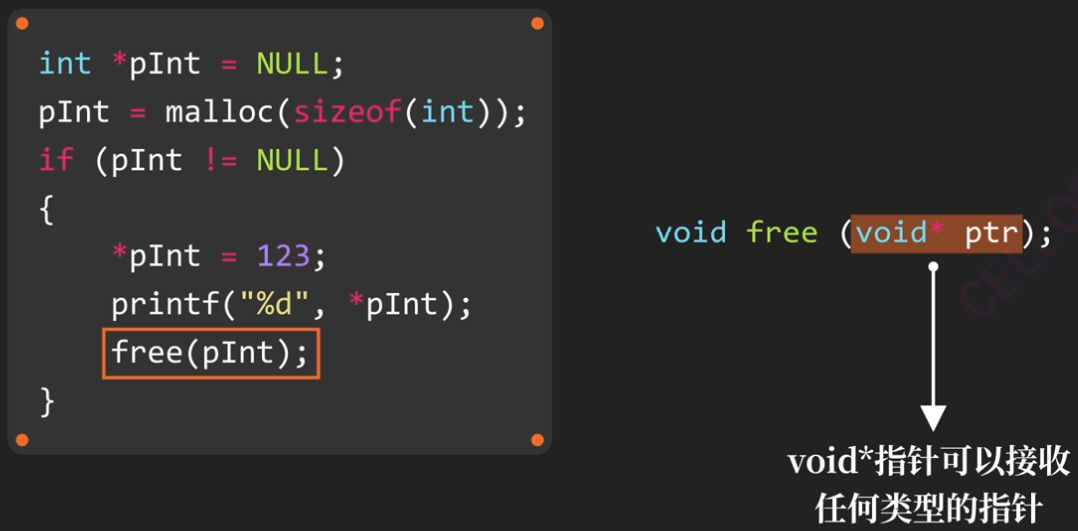 int *pInt = NULL;
pInt = malloc(sizeof(int));
if (pInt != NULL)
{
*pInt = 123;
printf("%d", *pInt);
free(pInt);
}
void free (void* ptr);
void*指针可以接收
任何类型的指针